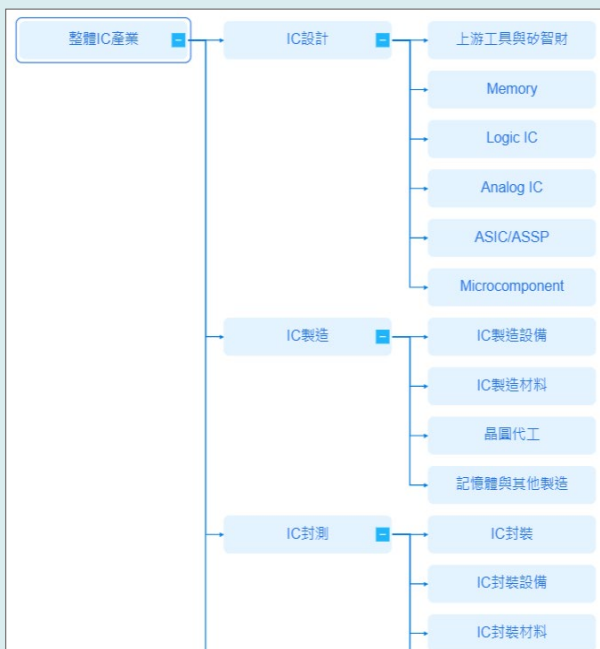 整體IC產業
IC設計
上游工具與矽智財
Memory
Logic IC
Analog IC
ASIC/ASSP
Microcomponent
IC製造
IC製造設備
IC製造材料
晶圓代工
記憶體與其他製造
IC封測
IC封裝
IC封裝設備
IC封裝材料